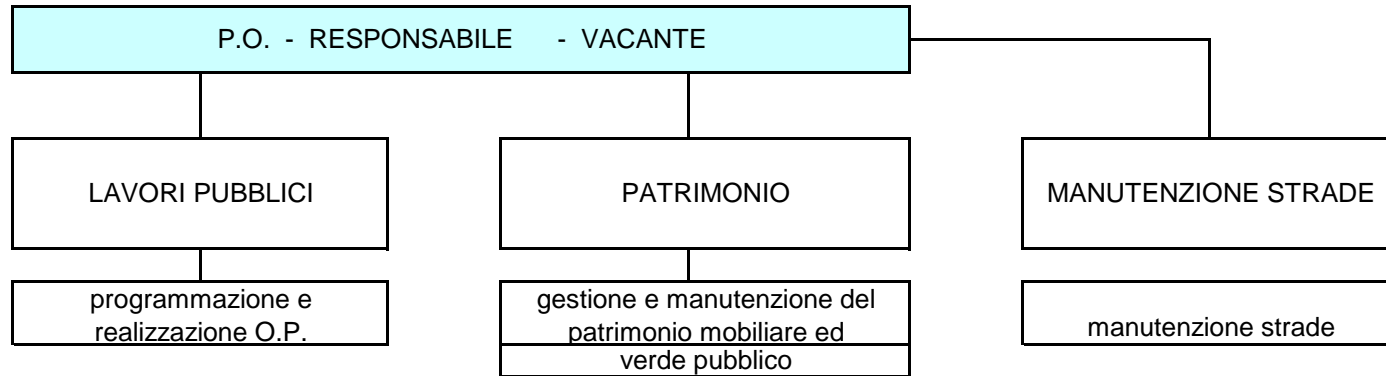 P.O. - RESPONSABILE - VACANTE
LAVORI PUBBLICI
PATRIMONIO
MANUTENZIONE STRADE
programmazione e
realizzazione O.P.
gestione e manutenzione del
patrimonio mobiliare ed
verde pubblico
manutenzione strade